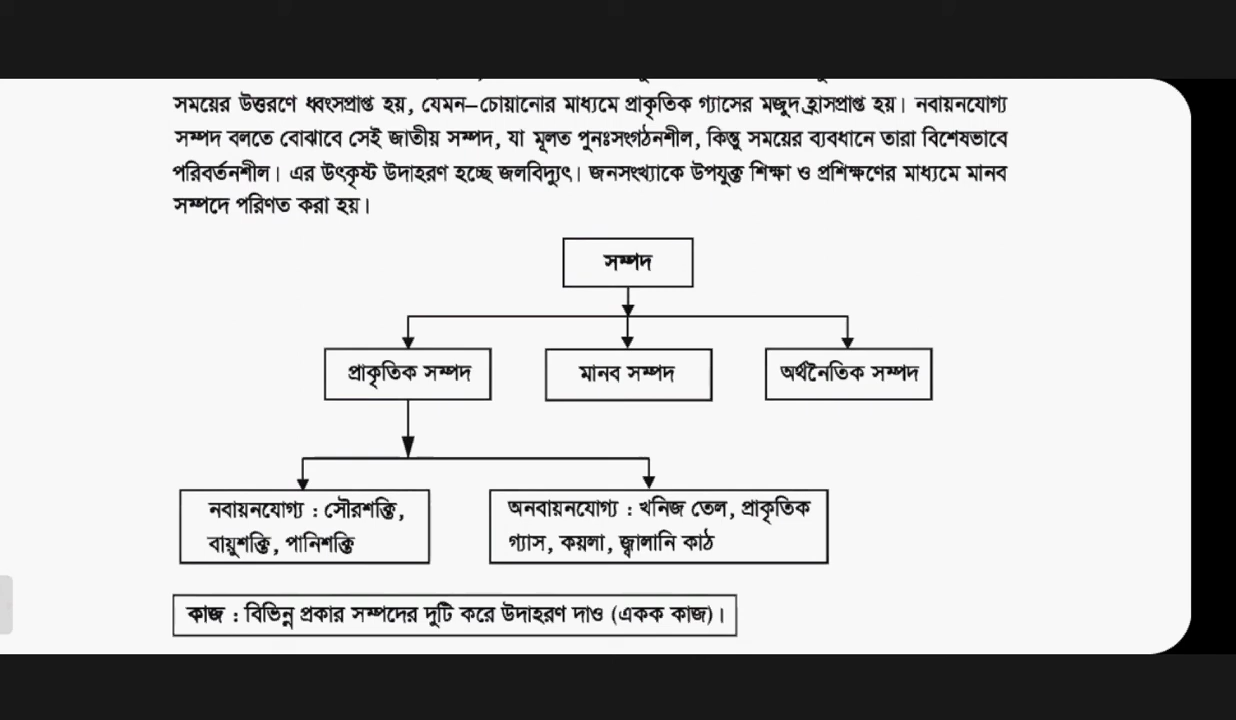 সময়ের উত্তরণে ধ্বংসপ্রাপ্ত হয়, যেমন–চোয়ানোর মাধ্যমে প্রাকৃতিক গ্যাসের মজুদ হ্রাসপ্রাপ্ত হয়। নবায়নযোগ্য
সম্পদ বলতে বোঝাবে সেই জাতীয় সম্পদ, যা মূলত পুনঃসংগঠনশীল, কিন্তু সময়ের ব্যবধানে তারা বিশেষভাবে
পরিবর্তনশীল। এর উৎকৃষ্ট উদাহরণ হচ্ছে জলবিদ্যুৎ। জনসংখ্যাকে উপযুক্ত শিক্ষা ও প্রশিক্ষণের মাধ্যমে মানব
সম্পদে পরিণত করা হয়।
সম্পদ
প্রাকৃতিক সম্পদ
মানব সম্পদ
অর্থনৈতিক সম্পদ
নবায়নযোগ্য : সৌরশক্তি,
বায়ুশক্তি, পানিশক্তি
অনবায়নযোগ্য : খনিজ তেল, প্রাকৃতিক
গ্যাস, কয়লা, জ্বালানি কাঠ
কাজ : বিভিন্ন প্রকার সম্পদের দুটি করে উদাহরণ দাও (একক কাজ)।